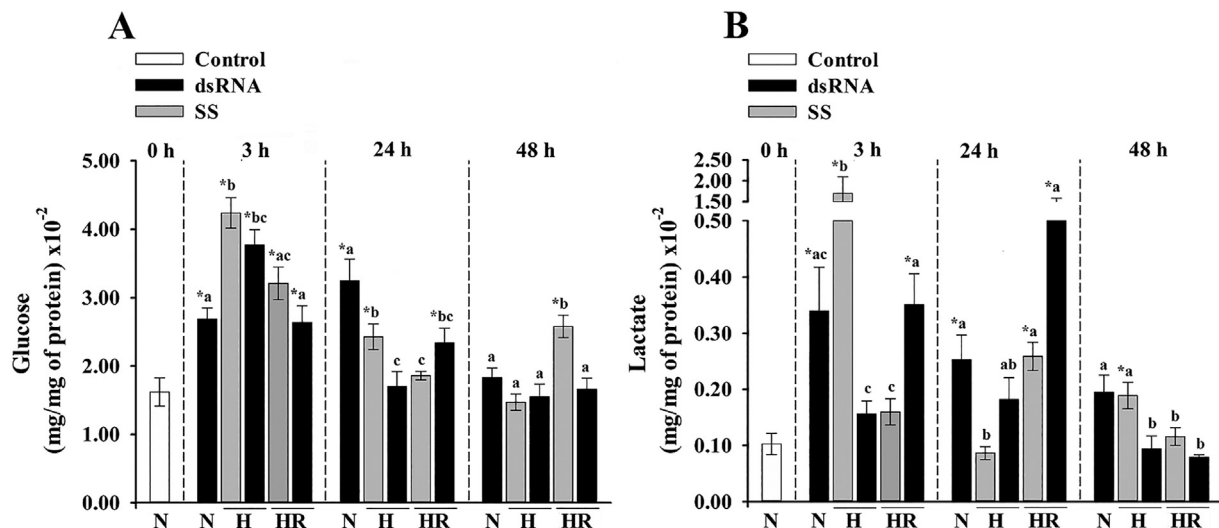 A
Control
dsRNA
SS
0 h 3 h 24 h 48 h
Glucose
(mg/mg of protein) x10-2
5.00
4.00
3.00
2.00
1.00
0.00
*a *b *bc *ac *a
*a *b c c *bc
a a a *b a
N N H HR N H HR N H HR
B
Control
dsRNA
SS
0 h 3 h 24 h 48 h
Lactate
(mg/mg of protein) x10-2
2.50
2.00
1.50
0.50
0.40
0.30
0.20
0.10
0.00
*ac *b c c *a
*a b ab *a *a
a *a b b b
N N H HR N H HR N H HR